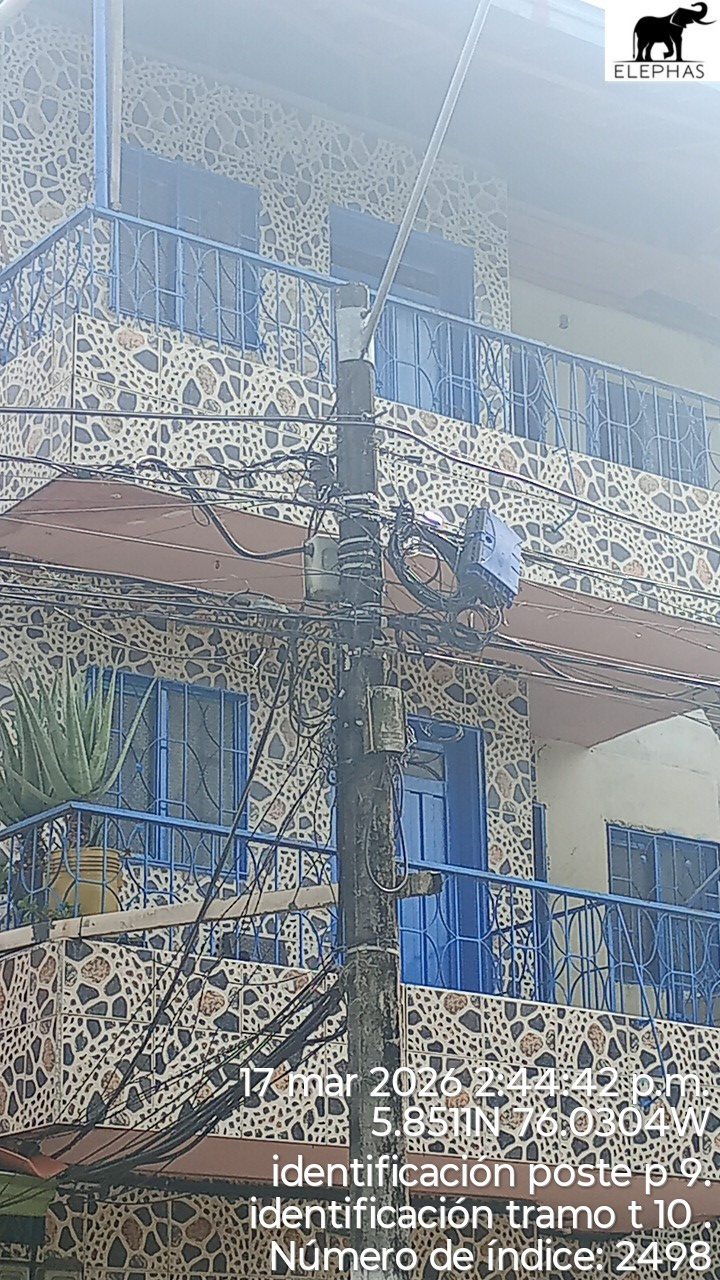 ELEPHAS
17 mar 2026 2:44:42 p.m.
5.8511N 76.0304W
identificación poste p 9.
identificación tramo t 10 .
Número de índice: 2498